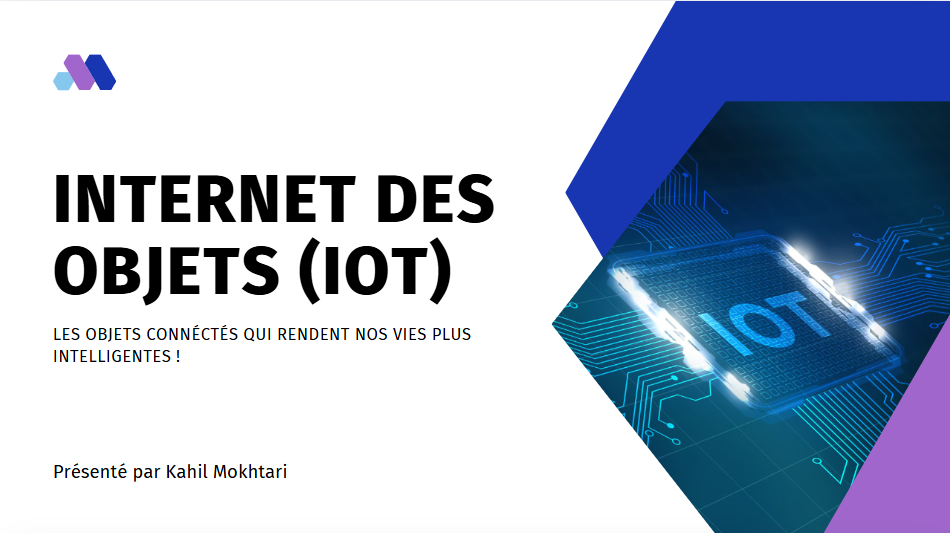 INTERNET DES
OBJETS (IOT)
LES OBJETS CONNÉCTÉS QUI RENDENT NOS VIES PLUS
INTELLIGENTES !
IOT
Présenté par Kahil Mokhtari